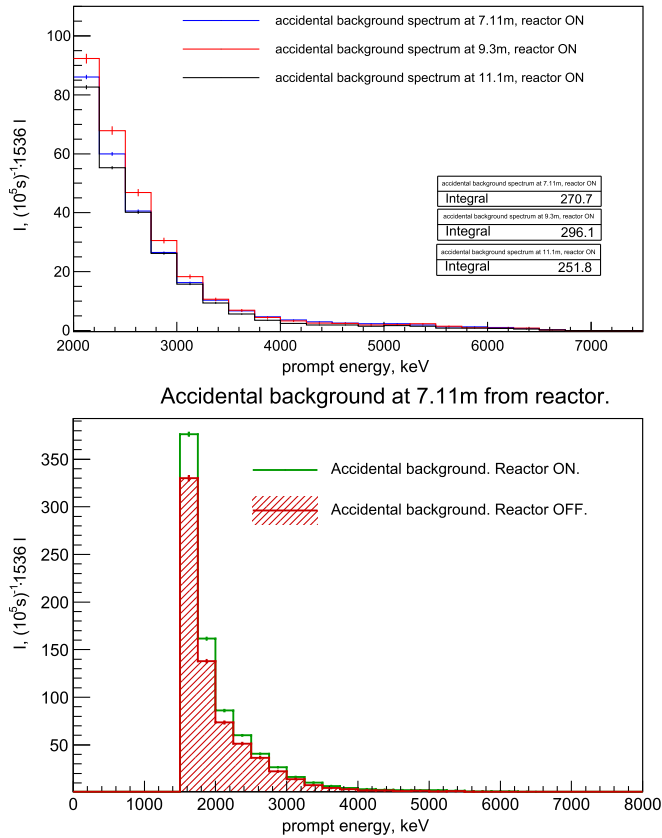 100
80
60
40
20
0
I, (10⁵s)⁻¹·1536 l
accidental background spectrum at 7.11m, reactor ON
accidental background spectrum at 9.3m, reactor ON
accidental background spectrum at 11.1m, reactor ON
accidental background spectrum at 7.11m, reactor ON
Integral 270.7
accidental background spectrum at 9.3m, reactor ON
Integral 296.1
accidental background spectrum at 11.1m, reactor ON
Integral 251.8
2000 3000 4000 5000 6000 7000
prompt energy, keV
Accidental background at 7.11m from reactor.
350
300
250
200
150
100
50
I, (10⁵s)⁻¹·1536 l
Accidental background. Reactor ON.
Accidental background. Reactor OFF.
0 1000 2000 3000 4000 5000 6000 7000 8000
prompt energy, keV